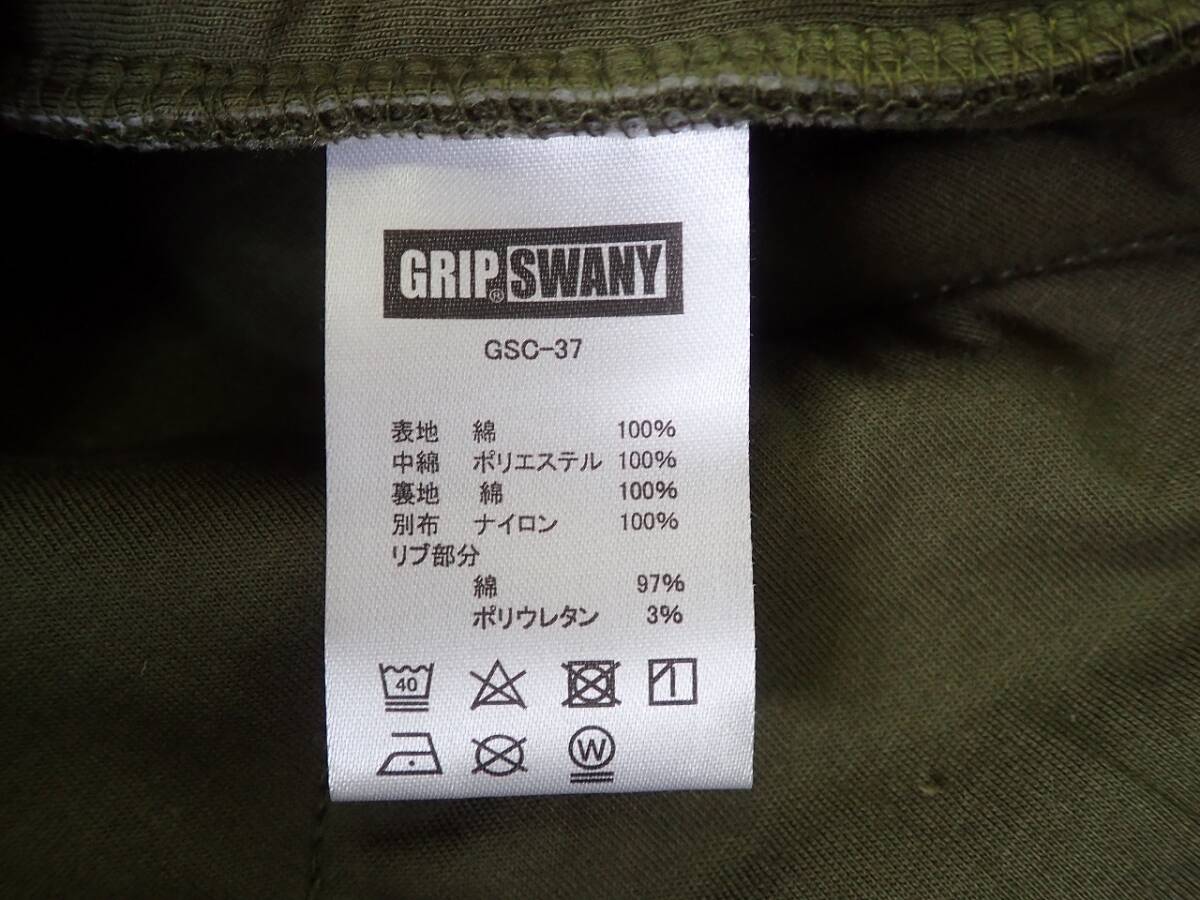 GRIP® SWANY
GSC-37
表地 綿 100%
中綿 ポリエステル 100%
裏地 綿 100%
別布 ナイロン 100%
リブ部分
綿 97%
ポリウレタン 3%
40
W